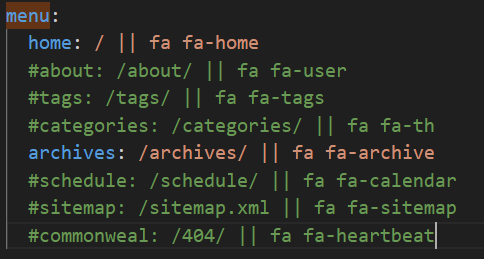 menu:
home: / || fa fa-home
#about: /about/ || fa fa-user
#tags: /tags/ || fa fa-tags
#categories: /categories/ || fa fa-th
archives: /archives/ || fa fa-archive
#schedule: /schedule/ || fa fa-calendar
#sitemap: /sitemap.xml || fa fa-sitemap
#commonweal: /404/ || fa fa-heartbeat